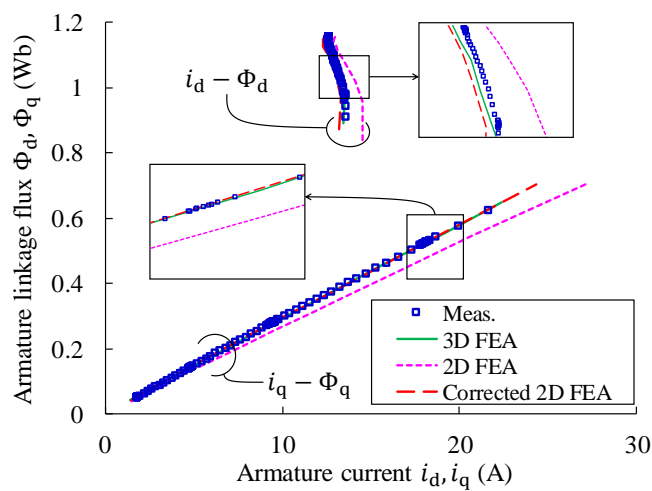 Armature linkage flux Φd, Φq (Wb)
1.2
1
0.8
0.6
0.4
0.2
0
0
10
20
30
Armature current id, iq (A)
id − Φd
iq − Φq
Meas.
3D FEA
2D FEA
Corrected 2D FEA